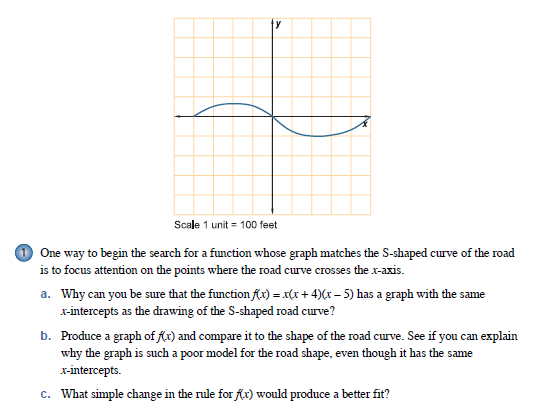 y
x
Scale 1 unit = 100 feet
1 One way to begin the search for a function whose graph matches the S-shaped curve of the road
is to focus attention on the points where the road curve crosses the x-axis.
a. Why can you be sure that the function f(x) = x(x + 4)(x – 5) has a graph with the same
x-intercepts as the drawing of the S-shaped road curve?
b. Produce a graph of f(x) and compare it to the shape of the road curve. See if you can explain
why the graph is such a poor model for the road shape, even though it has the same
x-intercepts.
c. What simple change in the rule for f(x) would produce a better fit?